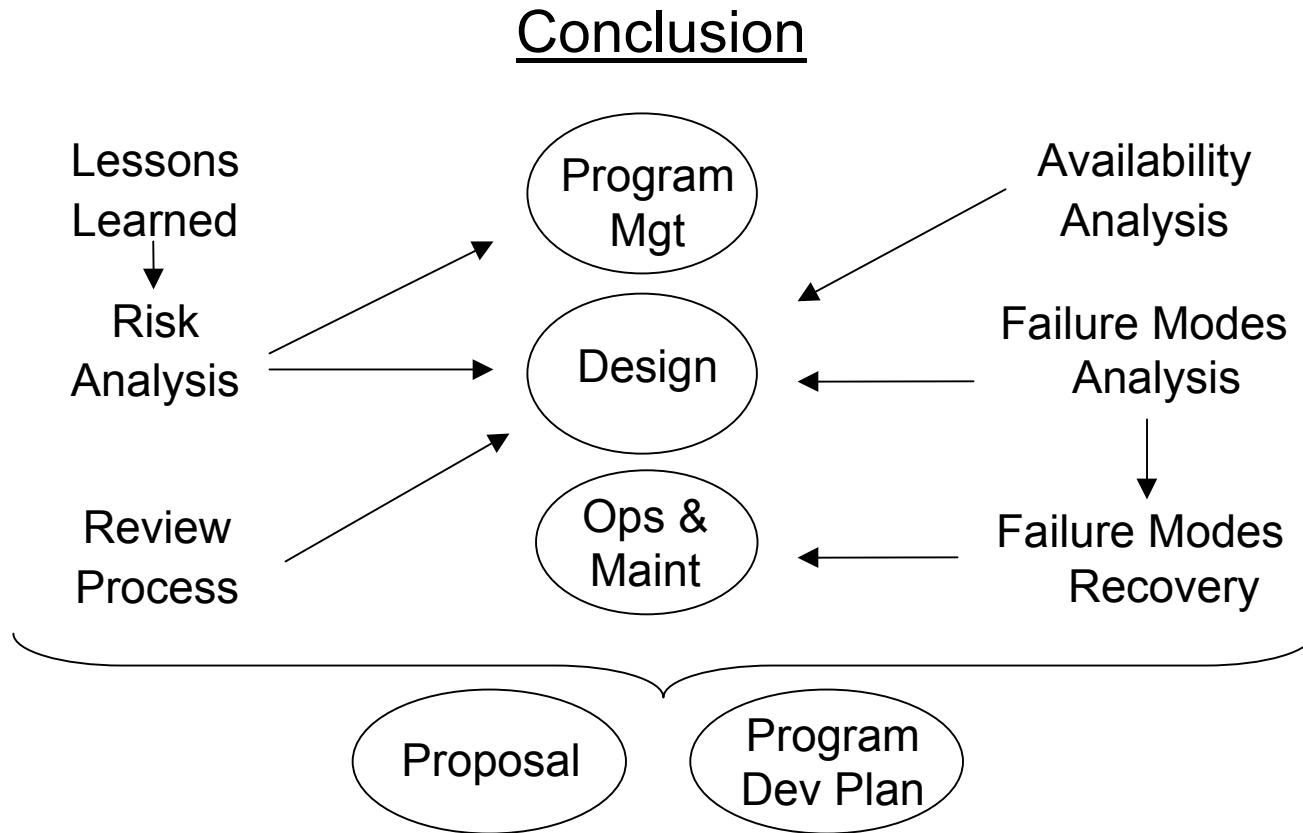 Conclusion
Lessons
Learned
Risk
Analysis
Review
Process
Program
Mgt
Design
Ops &
Maint
Availability
Analysis
Failure Modes
Analysis
Failure Modes
Recovery
Proposal
Program
Dev Plan